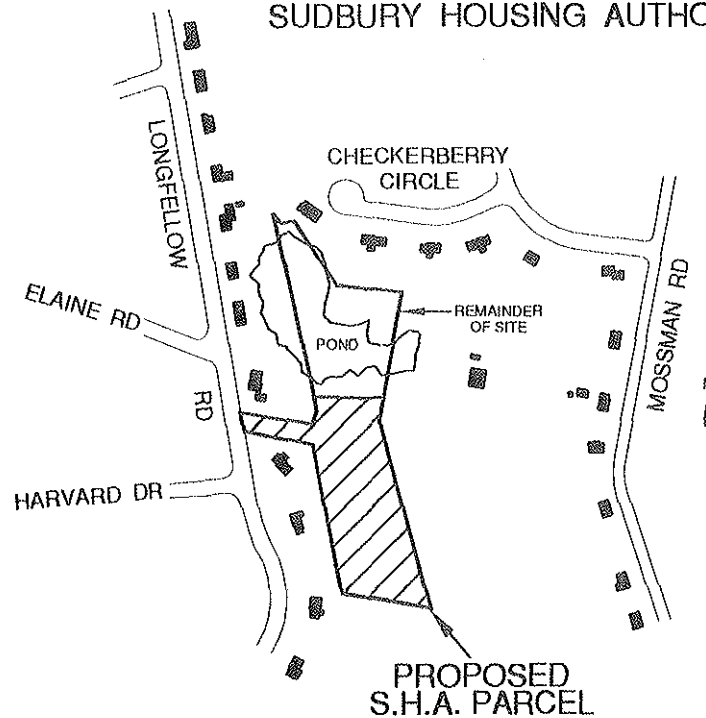 SUDBURY HOUSING AUTHO
LONGFELLOW
RD
CHECKERBERRY
CIRCLE
ELAINE RD
REMAINDER
OF SITE
POND
MOSSMAN RD
HARVARD DR
PROPOSED
S.H.A. PARCEL